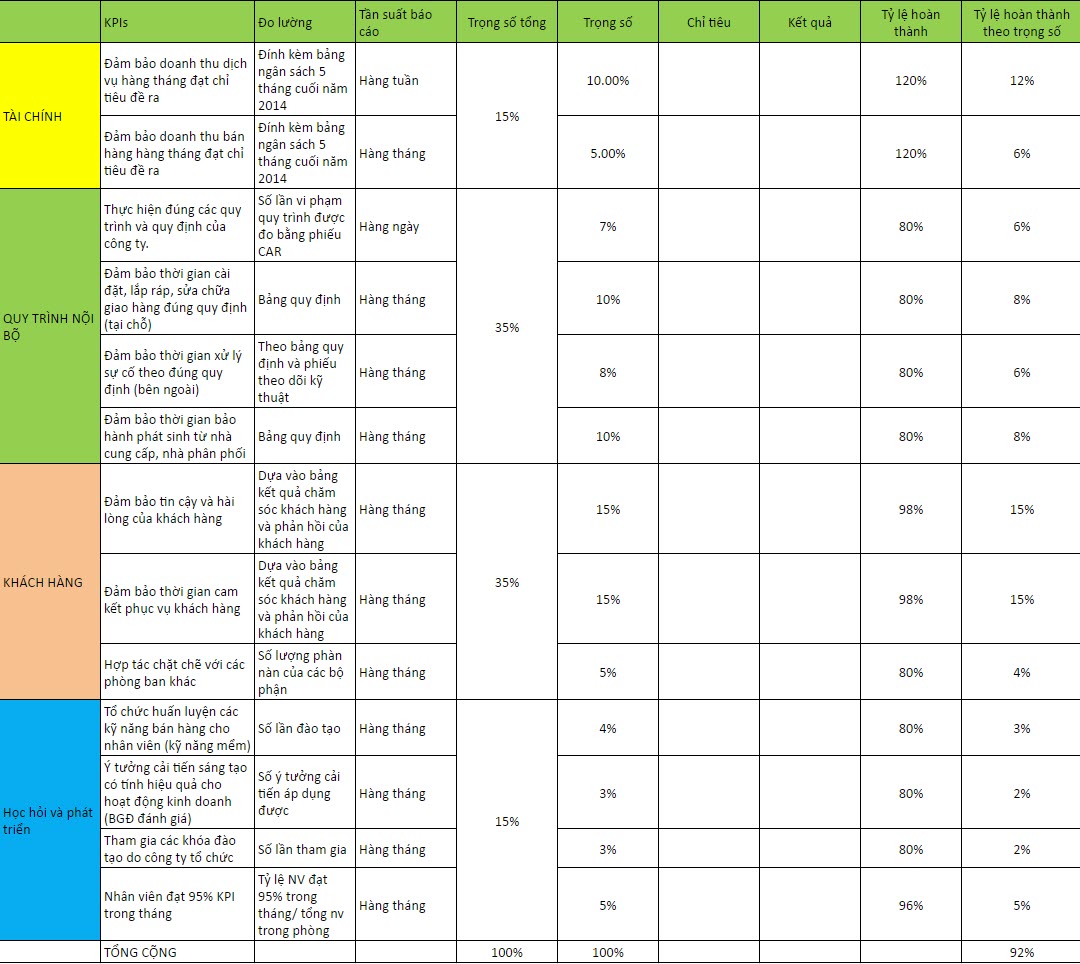 KPIs
Đo lường
Tần suất báo
cáo
Trọng số tổng
Trọng số
Chỉ tiêu
Kết quả
Tỷ lệ hoàn
thành
Tỷ lệ hoàn thành
theo trọng số
TÀI CHÍNH
Đảm bảo doanh thu dịch
vụ hàng tháng đạt chỉ
tiêu đề ra
Đính kèm bảng
ngân sách 5
tháng cuối năm
2014
Hàng tuần
15%
10.00%
120%
12%
Đảm bảo doanh thu bán
hàng hàng tháng đạt chỉ
tiêu đề ra
Đính kèm bảng
ngân sách 5
tháng cuối năm
2014
Hàng tháng
5.00%
120%
6%
QUY TRÌNH NỘI
BỘ
Thực hiện đúng các quy
trình và quy định của
công ty.
Số lần vi phạm
quy trình được
đo bằng phiếu
CAR
Hàng ngày
35%
7%
80%
6%
Đảm bảo thời gian cài
đặt, lắp ráp, sửa chữa
giao hàng đúng quy định
(tại chỗ)
Bảng quy định
Hàng tháng
10%
80%
8%
Đảm bảo thời gian xử lý
sự cố theo đúng quy
định (bên ngoài)
Theo bảng quy
định và phiếu
theo dõi kỹ
thuật
Hàng tháng
8%
80%
6%
Đảm bảo thời gian bảo
hành phát sinh từ nhà
cung cấp, nhà phân phối
Bảng quy định
Hàng tháng
10%
80%
8%
KHÁCH HÀNG
Đảm bảo tin cậy và hài
lòng của khách hàng
Dựa vào bảng
kết quả chăm
sóc khách hàng
và phản hồi của
khách hàng
Hàng tháng
35%
15%
98%
15%
Đảm bảo thời gian cam
kết phục vụ khách hàng
Dựa vào bảng
kết quả chăm
sóc khách hàng
và phản hồi của
khách hàng
Hàng tháng
15%
98%
15%
Hợp tác chặt chẽ với các
phòng ban khác
Số lượng phàn
nàn của các bộ
phận
Hàng tháng
5%
80%
4%
Học hỏi và phát
triển
Tổ chức huấn luyện các
kỹ năng bán hàng cho
nhân viên (kỹ năng mềm)
Số lần đào tạo
Hàng tháng
15%
4%
80%
3%
Ý tưởng cải tiến sáng tạo
có tính hiệu quả cho
hoạt động kinh doanh
(BGĐ đánh giá)
Số ý tưởng cải
tiến áp dụng
được
Hàng tháng
3%
80%
2%
Tham gia các khóa đào
tạo do công ty tổ chức
Số lần tham gia
Hàng tháng
3%
80%
2%
Nhân viên đạt 95% KPI
trong tháng
Tỷ lệ NV đạt
95% trong
tháng/ tổng nv
trong phòng
Hàng tháng
5%
96%
5%
TỔNG CỘNG
100%
100%
92%